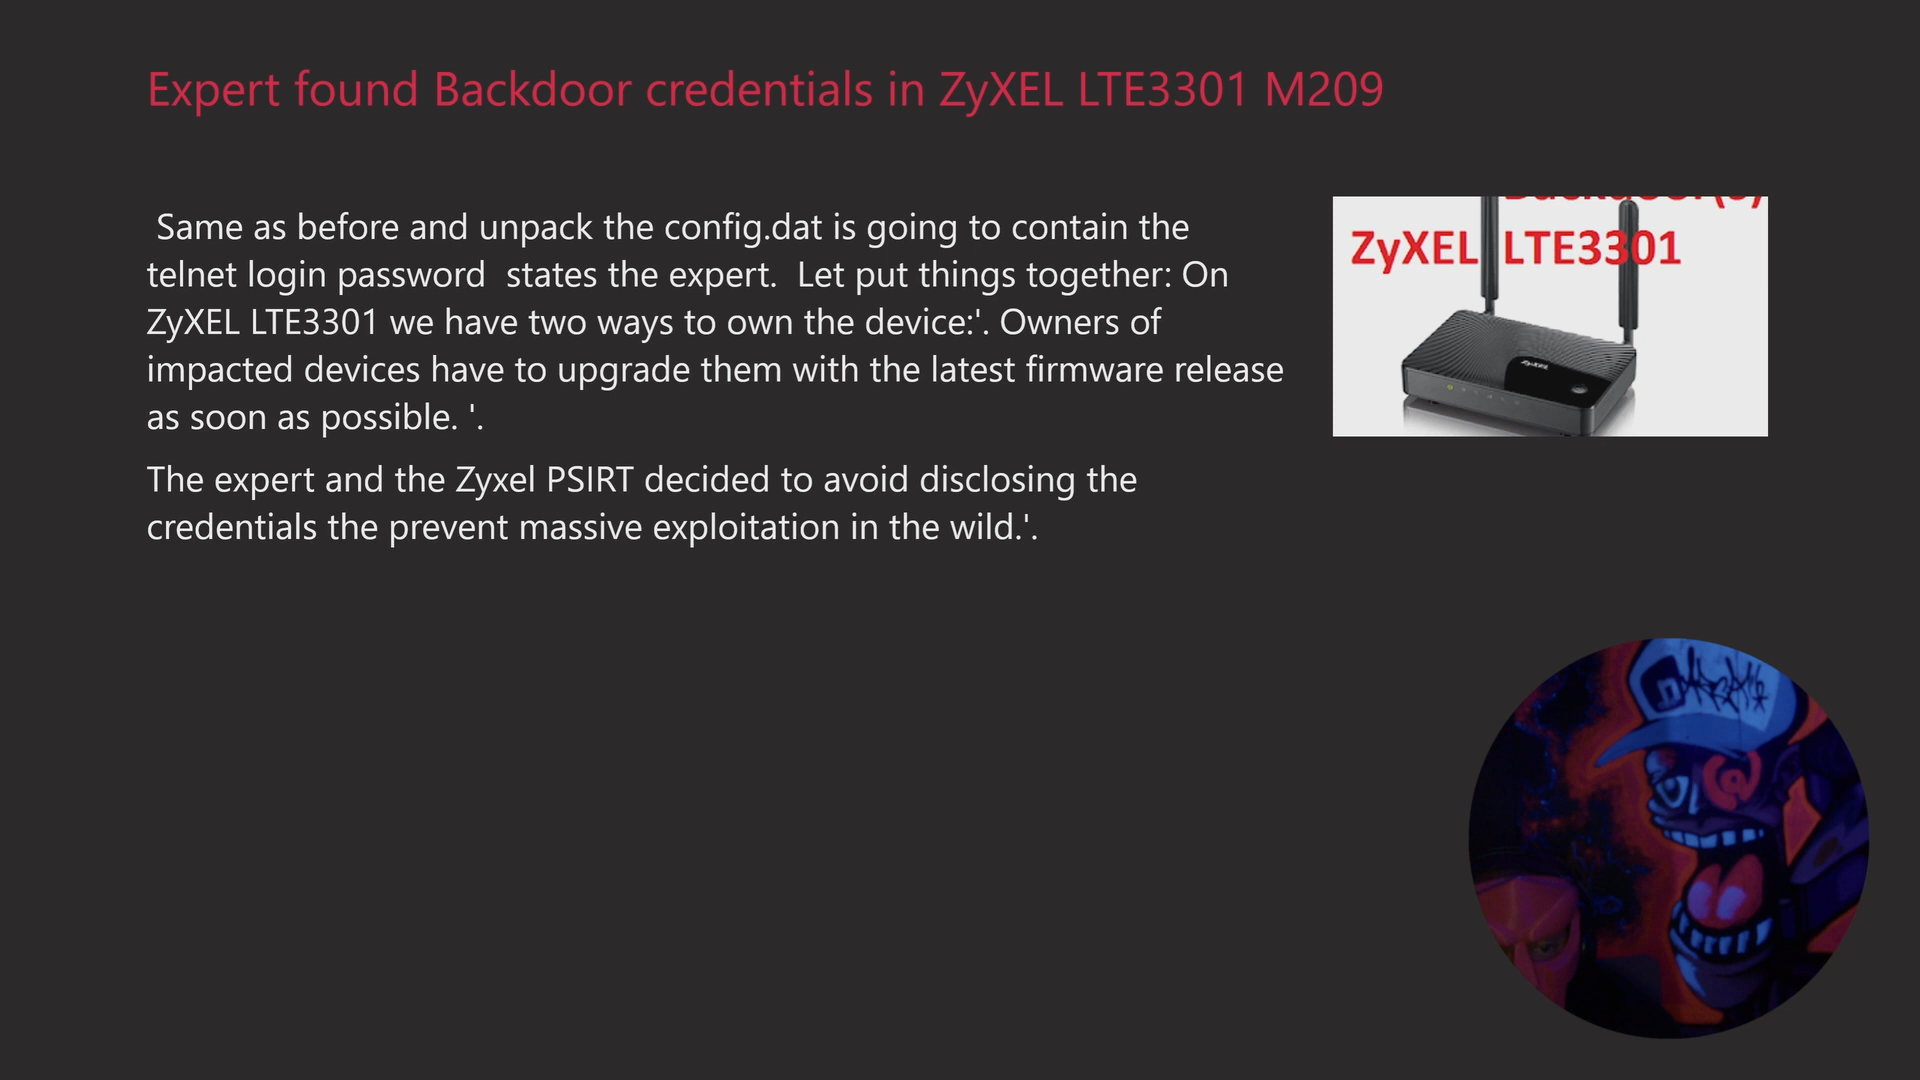 Expert found Backdoor credentials in ZyXEL LTE3301 M209
Same as before and unpack the config.dat is going to contain the
telnet login password  states the expert.  Let put things together: On
ZyXEL LTE3301 we have two ways to own the device:'. Owners of
impacted devices have to upgrade them with the latest firmware release
as soon as possible. '.
The expert and the Zyxel PSIRT decided to avoid disclosing the
credentials the prevent massive exploitation in the wild.'.
ZyXEL LTE3301
ZyXEL